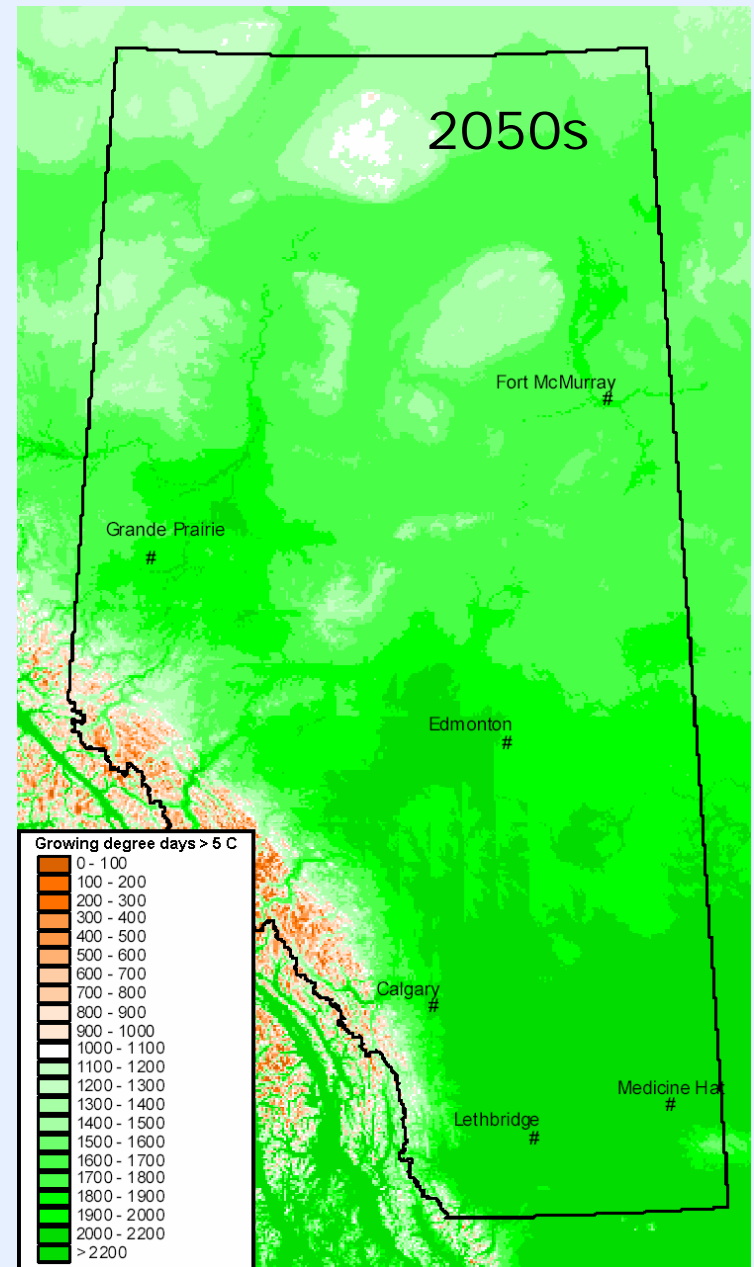 2050s
Fort McMurray
#
Grande Prairie
#
Edmonton
#
Calgary
#
Medicine Hat
#
Lethbridge
#
Growing degree days > 5 C
0 - 100
100 - 200
200 - 300
300 - 400
400 - 500
500 - 600
600 - 700
700 - 800
800 - 900
900 - 1000
1000 - 1100
1100 - 1200
1200 - 1300
1300 - 1400
1400 - 1500
1500 - 1600
1600 - 1700
1700 - 1800
1800 - 1900
1900 - 2000
2000 - 2200
> 2200